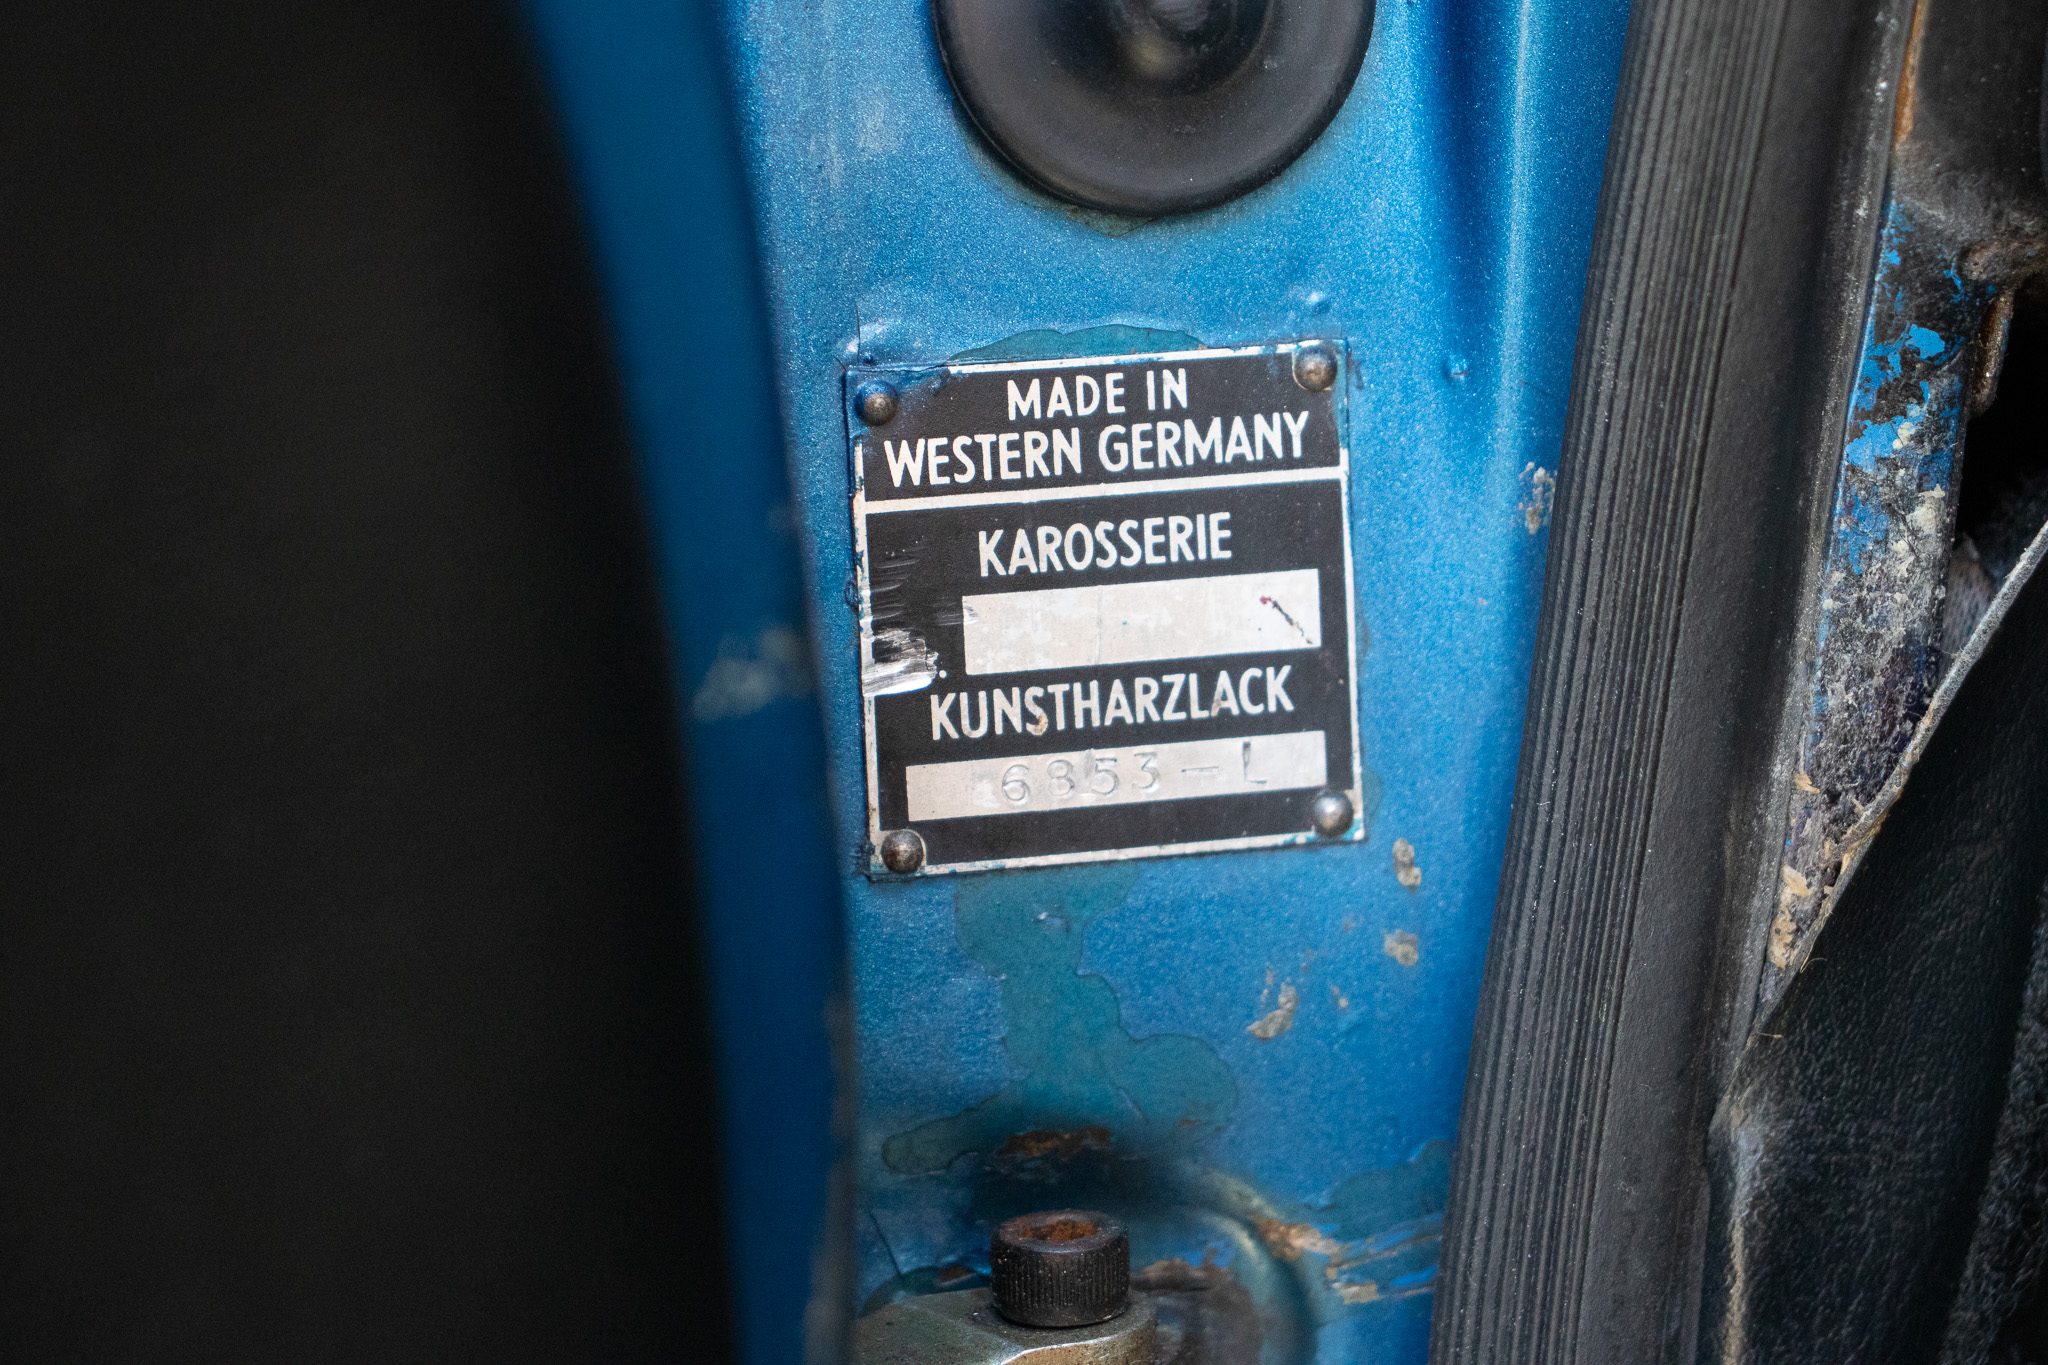 MADE IN
WESTERN GERMANY
KAROSSERIE
KUNSTHARZLACK
6853-L